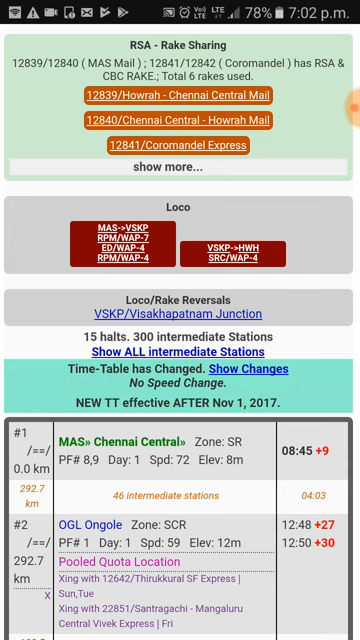 Vo)) LTE LTE 78% 7:02 p.m.
RSA - Rake Sharing
12839/12840 ( MAS Mail ) ; 12841/12842 ( Coromandel ) has RSA &
CBC RAKE.; Total 6 rakes used.
12839/Howrah - Chennai Central Mail
12840/Chennai Central - Howrah Mail
12841/Coromandel Express
show more...
Loco
MAS->VSKP
RPM/WAP-7
ED/WAP-4
RPM/WAP-4
VSKP->HWH
SRC/WAP-4
Loco/Rake Reversals
VSKP/Visakhapatnam Junction
15 halts. 300 intermediate Stations
Show ALL intermediate Stations
Time-Table has Changed. Show Changes
No Speed Change.
NEW TT effective AFTER Nov 1, 2017.
#1
/==/
0.0 km
MAS» Chennai Central» Zone: SR
PF# 8,9 Day: 1 Spd: 72 Elev: 8m
08:45 +9
292.7
km
46 intermediate stations
04:03
#2
/==/
292.7
km
X
OGL Ongole Zone: SCR
PF# 1 Day: 1 Spd: 59 Elev: 12m
Pooled Quota Location
Xing with 12642/Thirukkural SF Express |
Sun,Tue
Xing with 22851/Santragachi - Mangaluru
Central Vivek Express | Fri
12:48 +27
12:50 +30